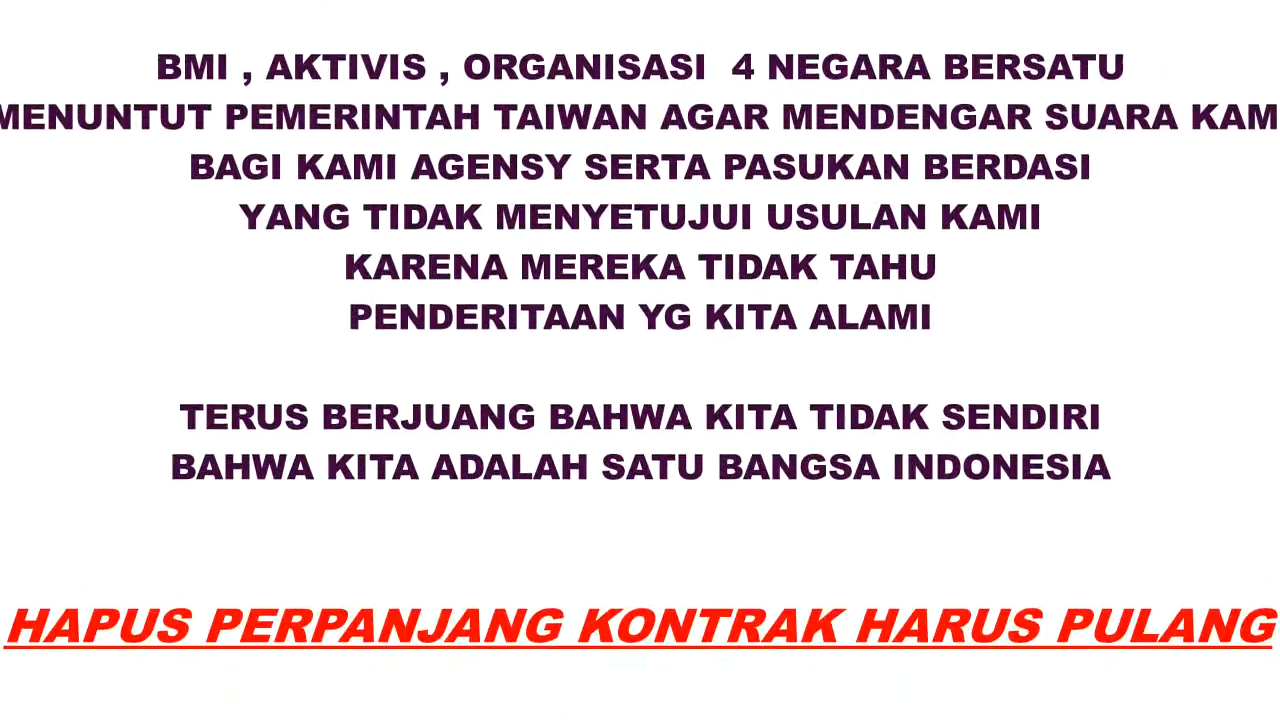 BMI , AKTIVIS , ORGANISASI 4 NEGARA BERSATU
MENUNTUT PEMERINTAH TAIWAN AGAR MENDENGAR SUARA KAM
BAGI KAMI AGENSY SERTA PASUKAN BERDASI
YANG TIDAK MENYETUJUI USULAN KAMI
KARENA MEREKA TIDAK TAHU
PENDERITAAN YG KITA ALAMI
TERUS BERJUANG BAHWA KITA TIDAK SENDIRI
BAHWA KITA ADALAH SATU BANGSA INDONESIA
HAPUS PERPANJANG KONTRAK HARUS PULANG